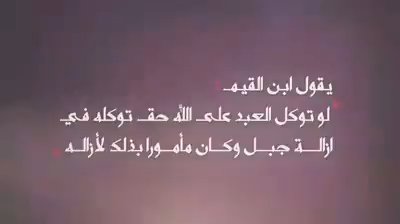 يقول ابن القيم
لو توكل العبد على الله حق توكله في
ازالة جبل وكان مأمورا بذلك لأزاله